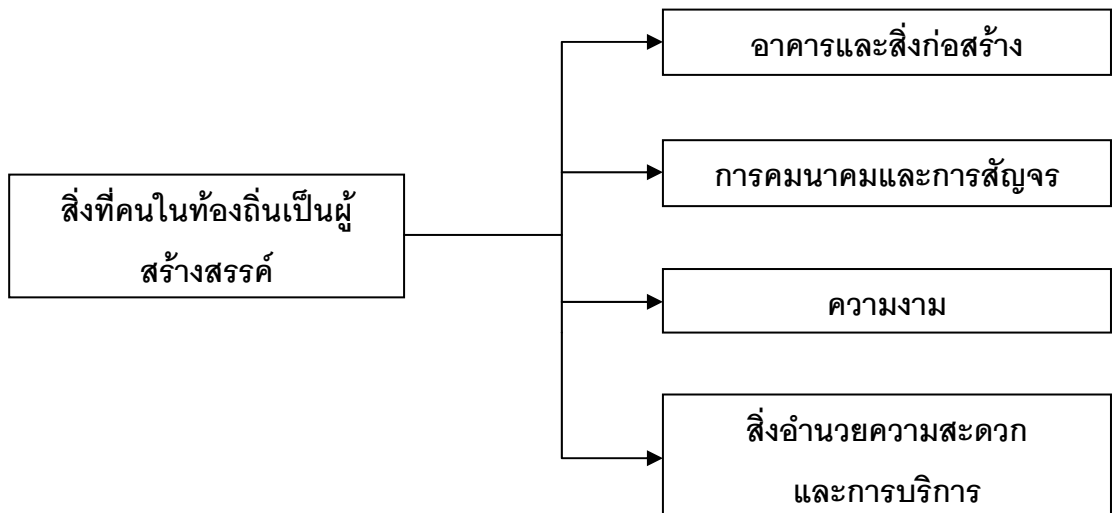 สิ่งที่คนในท้องถิ่นเป็นผู้
สร้างสรรค์
อาคารและสิ่งก่อสร้าง
การคมนาคมและการสัญจร
ความงาม
สิ่งอำนวยความสะดวก
และการบริการ